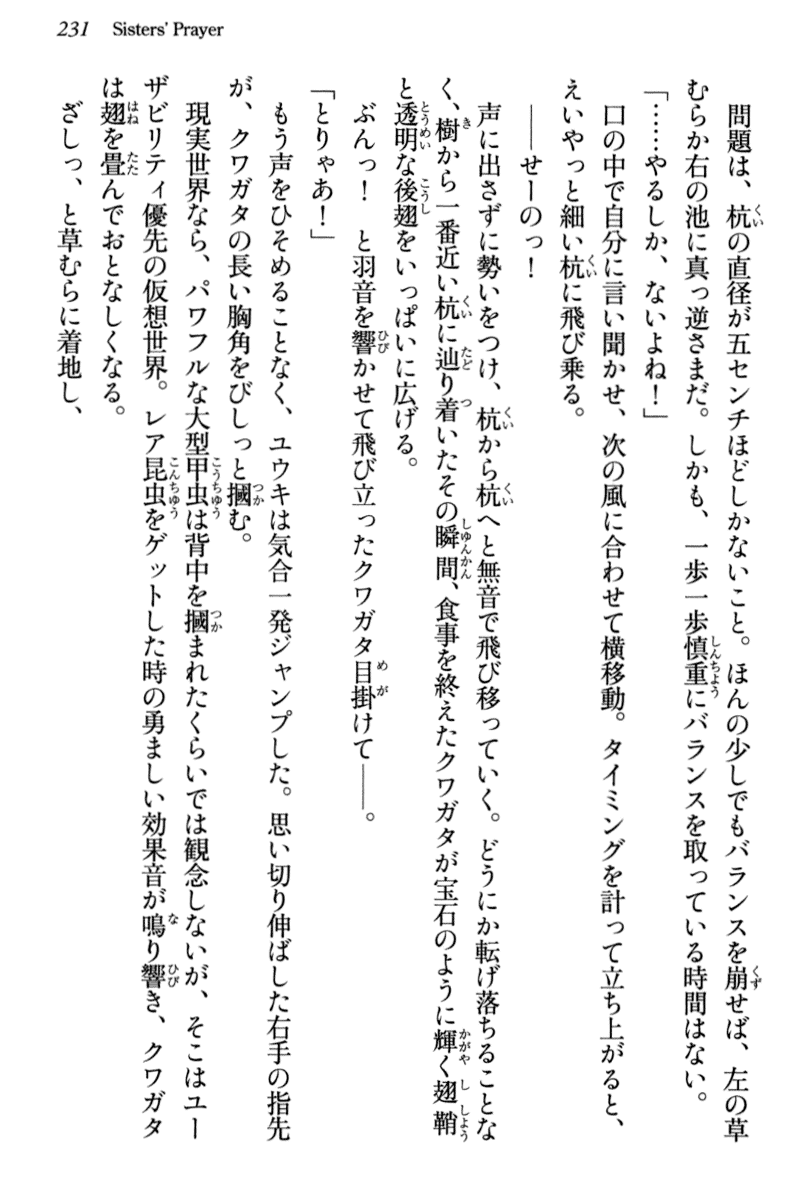 231 Sisters' Prayer
問題は、杭の直径が五センチほどしかないこと。ほんの少しでもバランスを崩せば、左の草
むらか右の池に真っ逆さまだ。しかも、一歩一歩慎重にバランスを取っている時間はない。
「……やるしか、ないよね！」
口の中で自分に言い聞かせ、次の風に合わせて横移動。タイミングを計って立ち上がると、
えいやっと細い杭に飛び乗る。
――せーのっ！
声に出さずに勢いをつけ、杭から杭へと無音で飛び移っていく。どうにか転げ落ちることな
く、樹から一番近い杭に辿り着いたその瞬間、食事を終えたクワガタが宝石のように輝く翅鞘
と透明な後翅をいっぱいに広げる。
ぶんっ！　と羽音を響かせて飛び立ったクワガタ目掛けて――。
「とりゃあ！」
もう声をひそめることなく、ユウキは気合一発ジャンプした。思い切り伸ばした右手の指先
が、クワガタの長い胸角をびしっと摑む。
現実世界なら、パワフルな大型甲虫は背中を摑まれたくらいでは観念しないが、そこはユー
ザビリティ優先の仮想世界。レア昆虫をゲットした時の勇ましい効果音が鳴り響き、クワガタ
は翅を畳んでおとなしくなる。
ざしっ、と草むらに着地し、